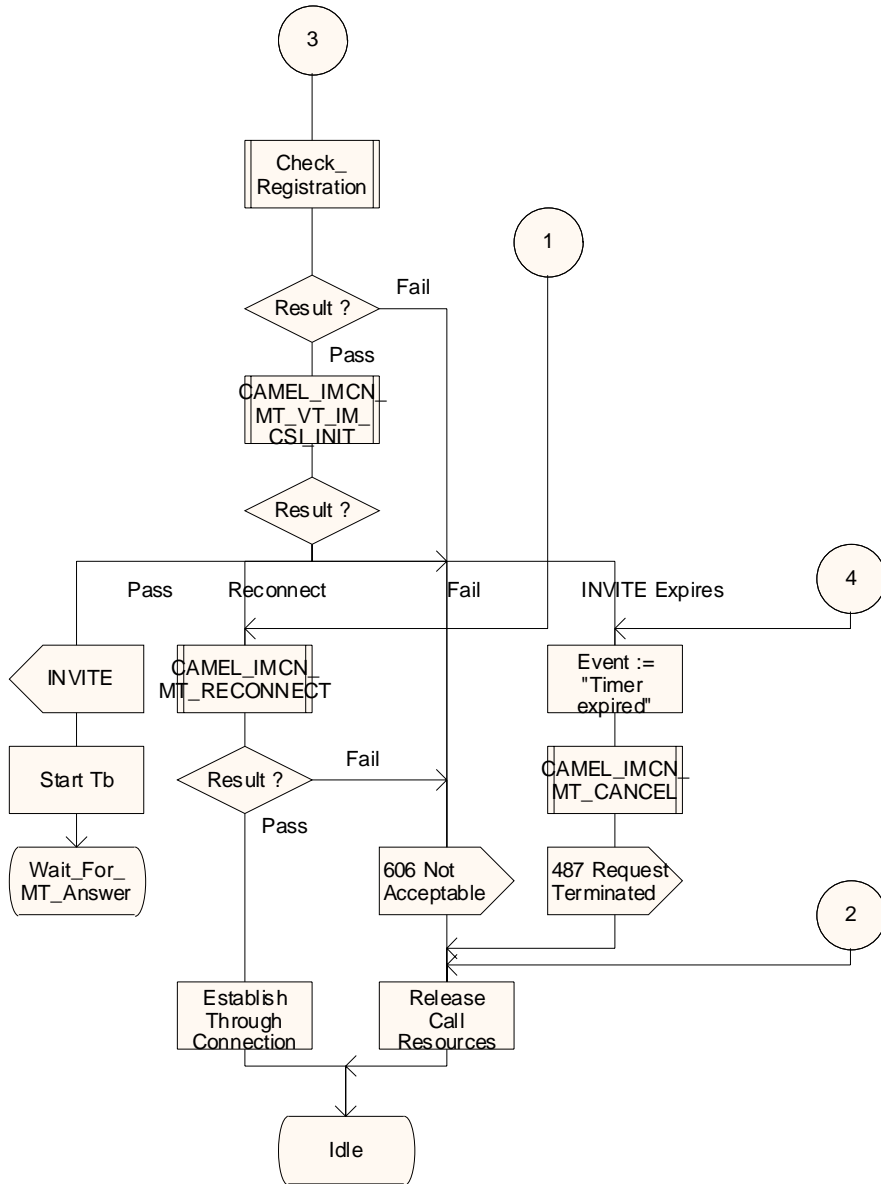 3
Check_
Registration
1
Result ?
Fail
Pass
CAMEL_IMCN_
MT_VT_IM_
CSI_INIT
Result ?
4
Pass
Reconnect
Fail
INVITE Expires
INVITE
CAMEL_IMCN_
MT_RECONNECT
Event :=
"Timer
expired"
Start Tb
Result ?
Fail
CAMEL_IMCN_
MT_CANCEL
Pass
Wait_For_
MT_Answer
606 Not
Acceptable
487 Request
Terminated
2
Establish
Through
Connection
Release
Call
Resources
Idle